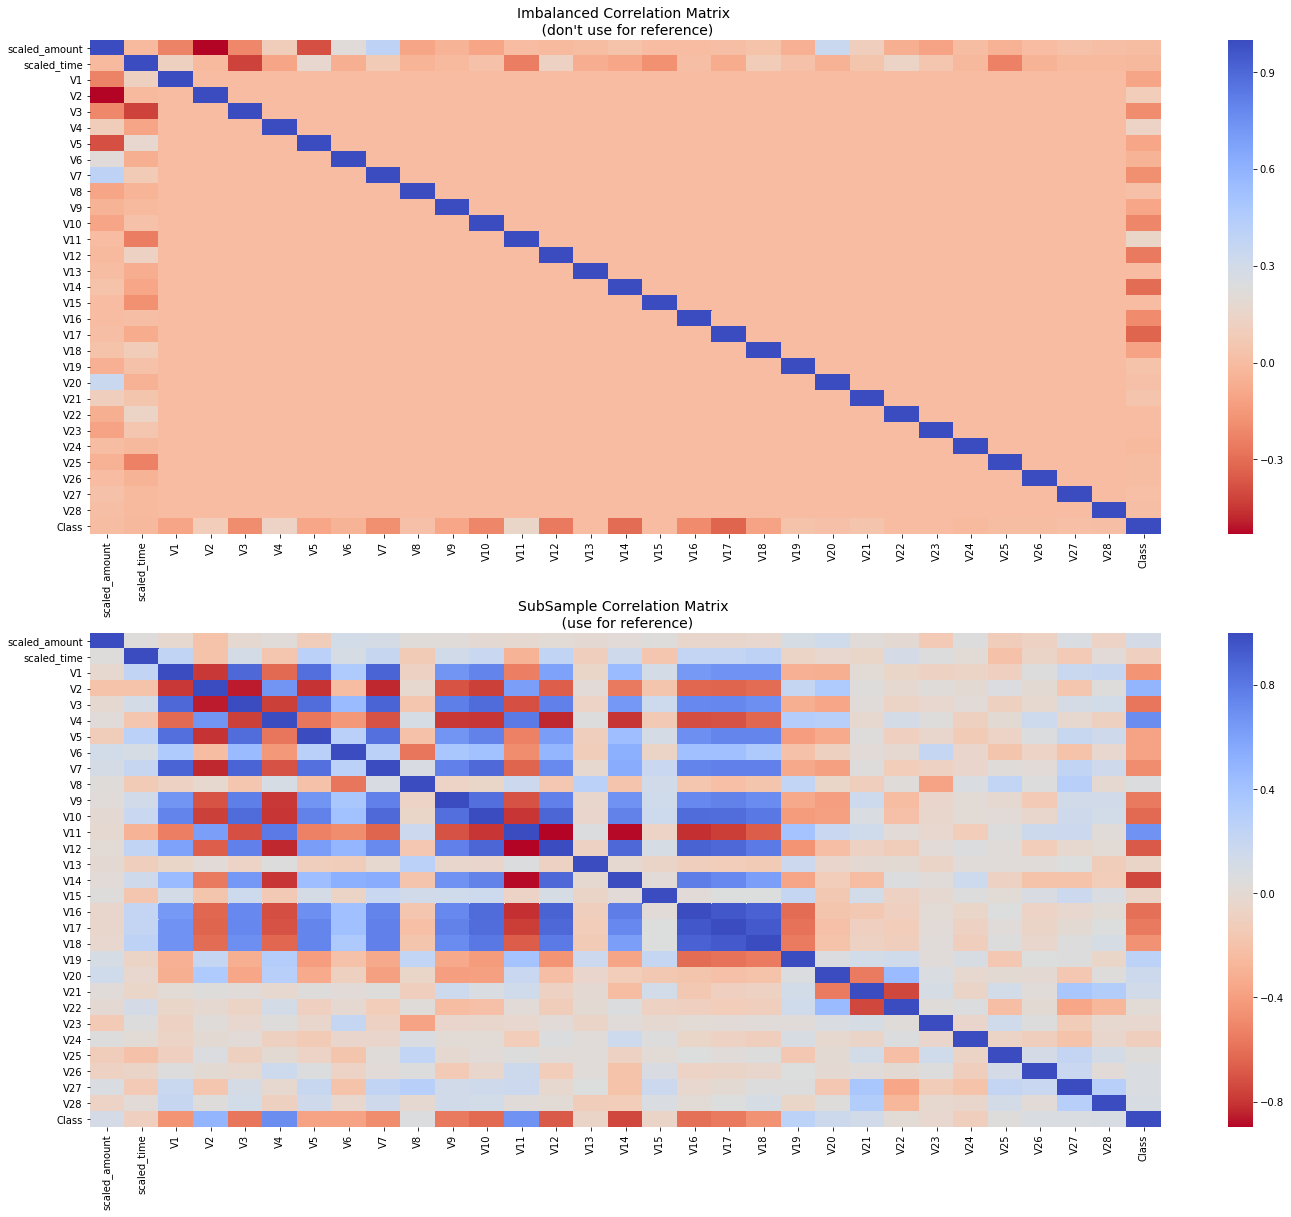 Imbalanced Correlation Matrix
(don't use for reference)
scaled_amount
scaled_time
V1
V2
V3
V4
V5
V6
V7
V8
V9
V10
V11
V12
V13
V14
V15
V16
V17
V18
V19
V20
V21
V22
V23
V24
V25
V26
V27
V28
Class
scaled_amount
scaled_time
V1
V2
V3
V4
V5
V6
V7
V8
V9
V10
V11
V12
V13
V14
V15
V16
V17
V18
V19
V20
V21
V22
V23
V24
V25
V26
V27
V28
Class
0.9
0.6
0.3
0.0
−0.3
SubSample Correlation Matrix
(use for reference)
scaled_amount
scaled_time
V1
V2
V3
V4
V5
V6
V7
V8
V9
V10
V11
V12
V13
V14
V15
V16
V17
V18
V19
V20
V21
V22
V23
V24
V25
V26
V27
V28
Class
scaled_amount
scaled_time
V1
V2
V3
V4
V5
V6
V7
V8
V9
V10
V11
V12
V13
V14
V15
V16
V17
V18
V19
V20
V21
V22
V23
V24
V25
V26
V27
V28
Class
0.8
0.4
0.0
−0.4
−0.8